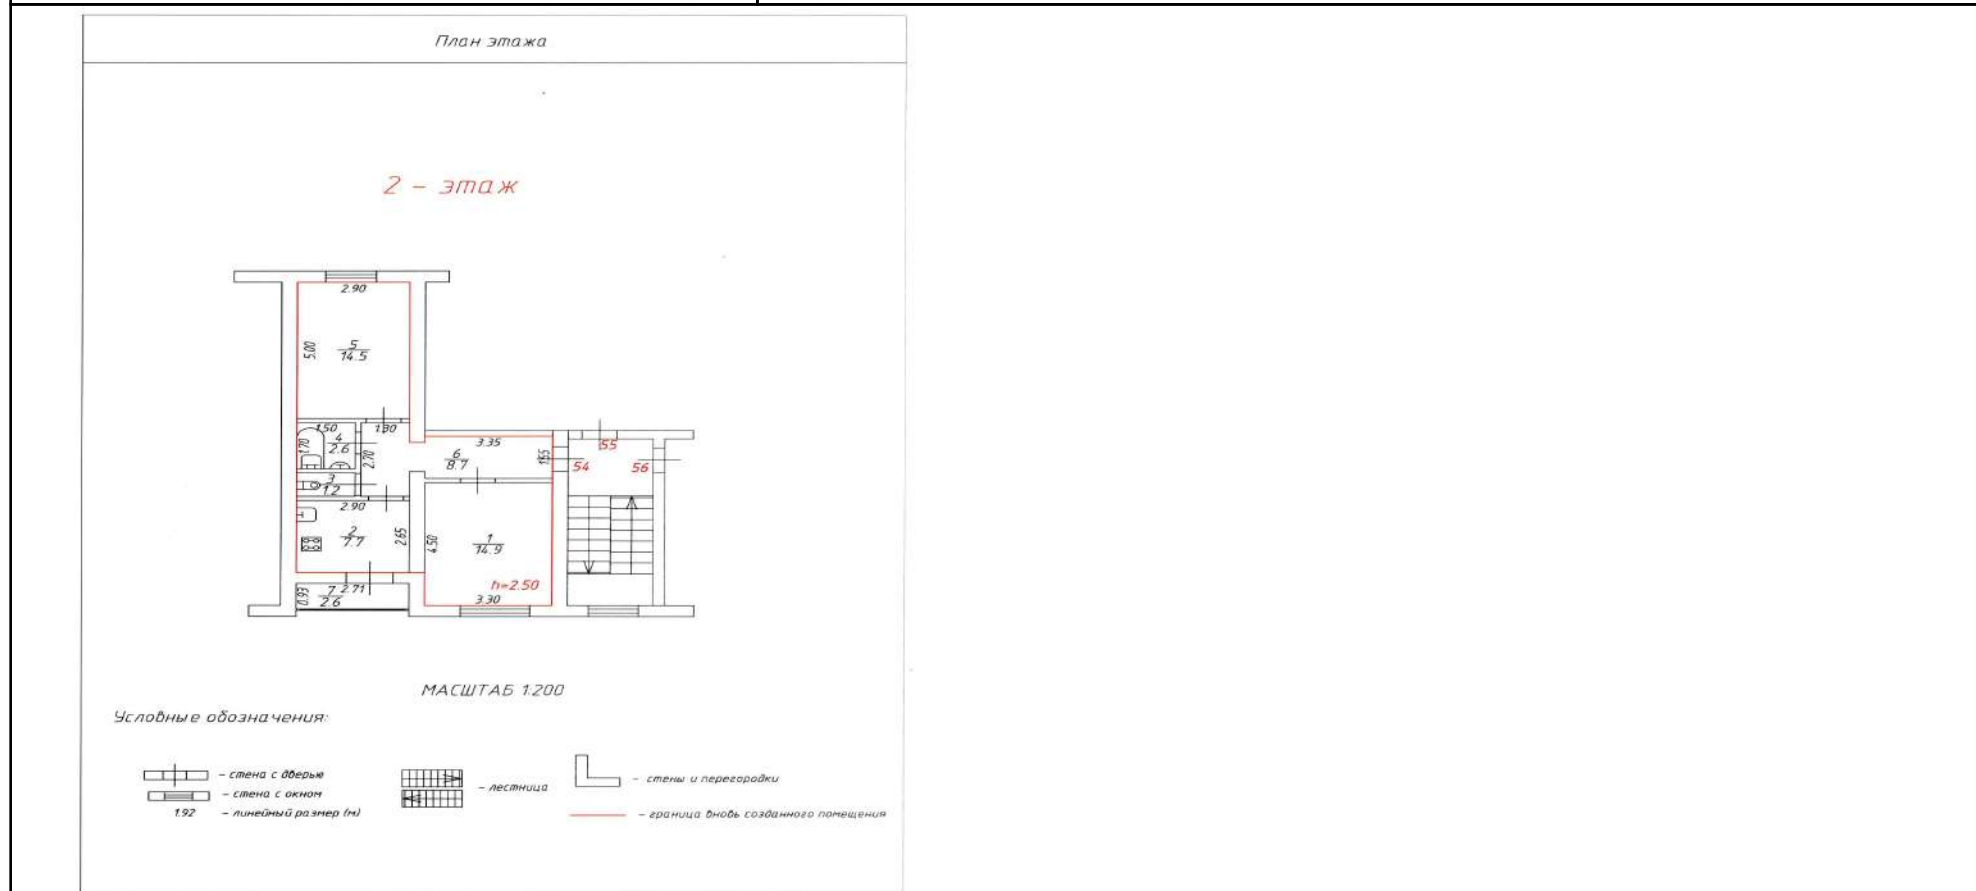 План этажа
2 - этаж
2.90
5.00
5
14.5
1.50
1.30
1.70
4
2.6
2.70
3.35
6
8.7
1.55
55
54
56
3
1.2
2.90
2
7.7
2.65
4.50
1
14.9
h=2.50
3.30
0.93
7
2.71
2.6
МАСШТАБ 1:200
Условные обозначения:
- стена с дверью
- стена с окном
1.92 - линейный размер (м)
- лестница
- стены и перегородки
- граница вновь созданного помещения